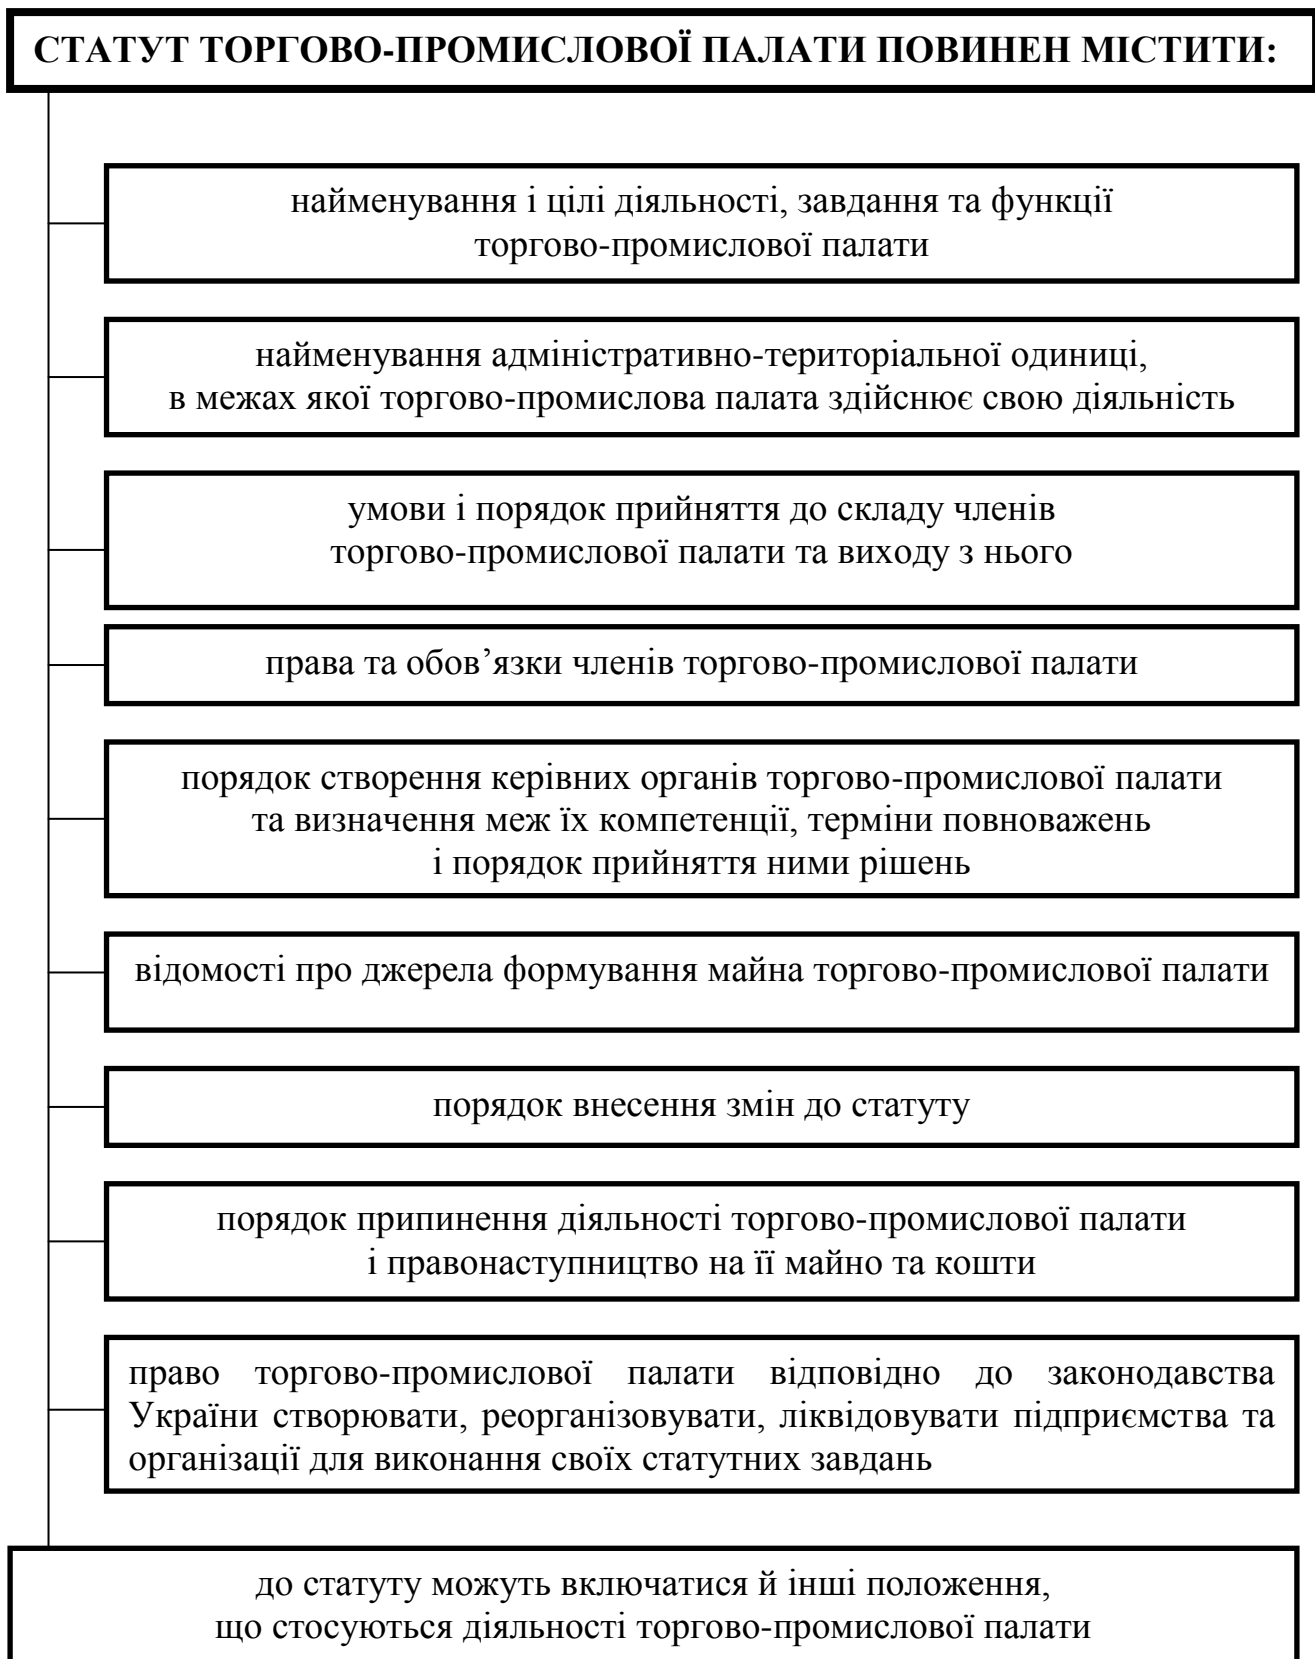 СТАТУТ ТОРГОВО-ПРОМИСЛОВОЇ ПАЛАТИ ПОВИНЕН МІСТИТИ:
найменування і цілі діяльності, завдання та функції
торгово-промислової палати
найменування адміністративно-територіальної одиниці,
в межах якої торгово-промислова палата здійснює свою діяльність
умови і порядок прийняття до складу членів
торгово-промислової палати та виходу з нього
права та обов’язки членів торгово-промислової палати
порядок створення керівних органів торгово-промислової палати
та визначення меж їх компетенції, терміни повноважень
і порядок прийняття ними рішень
відомості про джерела формування майна торгово-промислової палати
порядок внесення змін до статуту
порядок припинення діяльності торгово-промислової палати
і правонаступництво на її майно та кошти
право торгово-промислової палати відповідно до законодавства
України створювати, реорганізовувати, ліквідовувати підприємства та
організації для виконання своїх статутних завдань
до статуту можуть включатися й інші положення,
що стосуються діяльності торгово-промислової палати